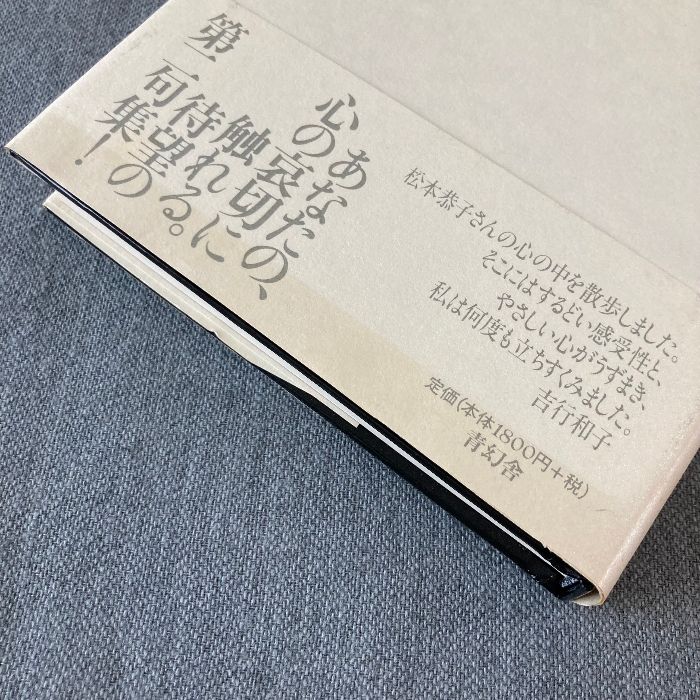 あなたの、
心の哀切に
触れる。
待望の
第二句集!
松本恭子さんの心の中を散歩しました。
そこにはするどい感受性と、
やさしい心がうずまき、
私は何度も立ちすくみました。
吉行和子
定価(本体1800円+税)
青幻舎